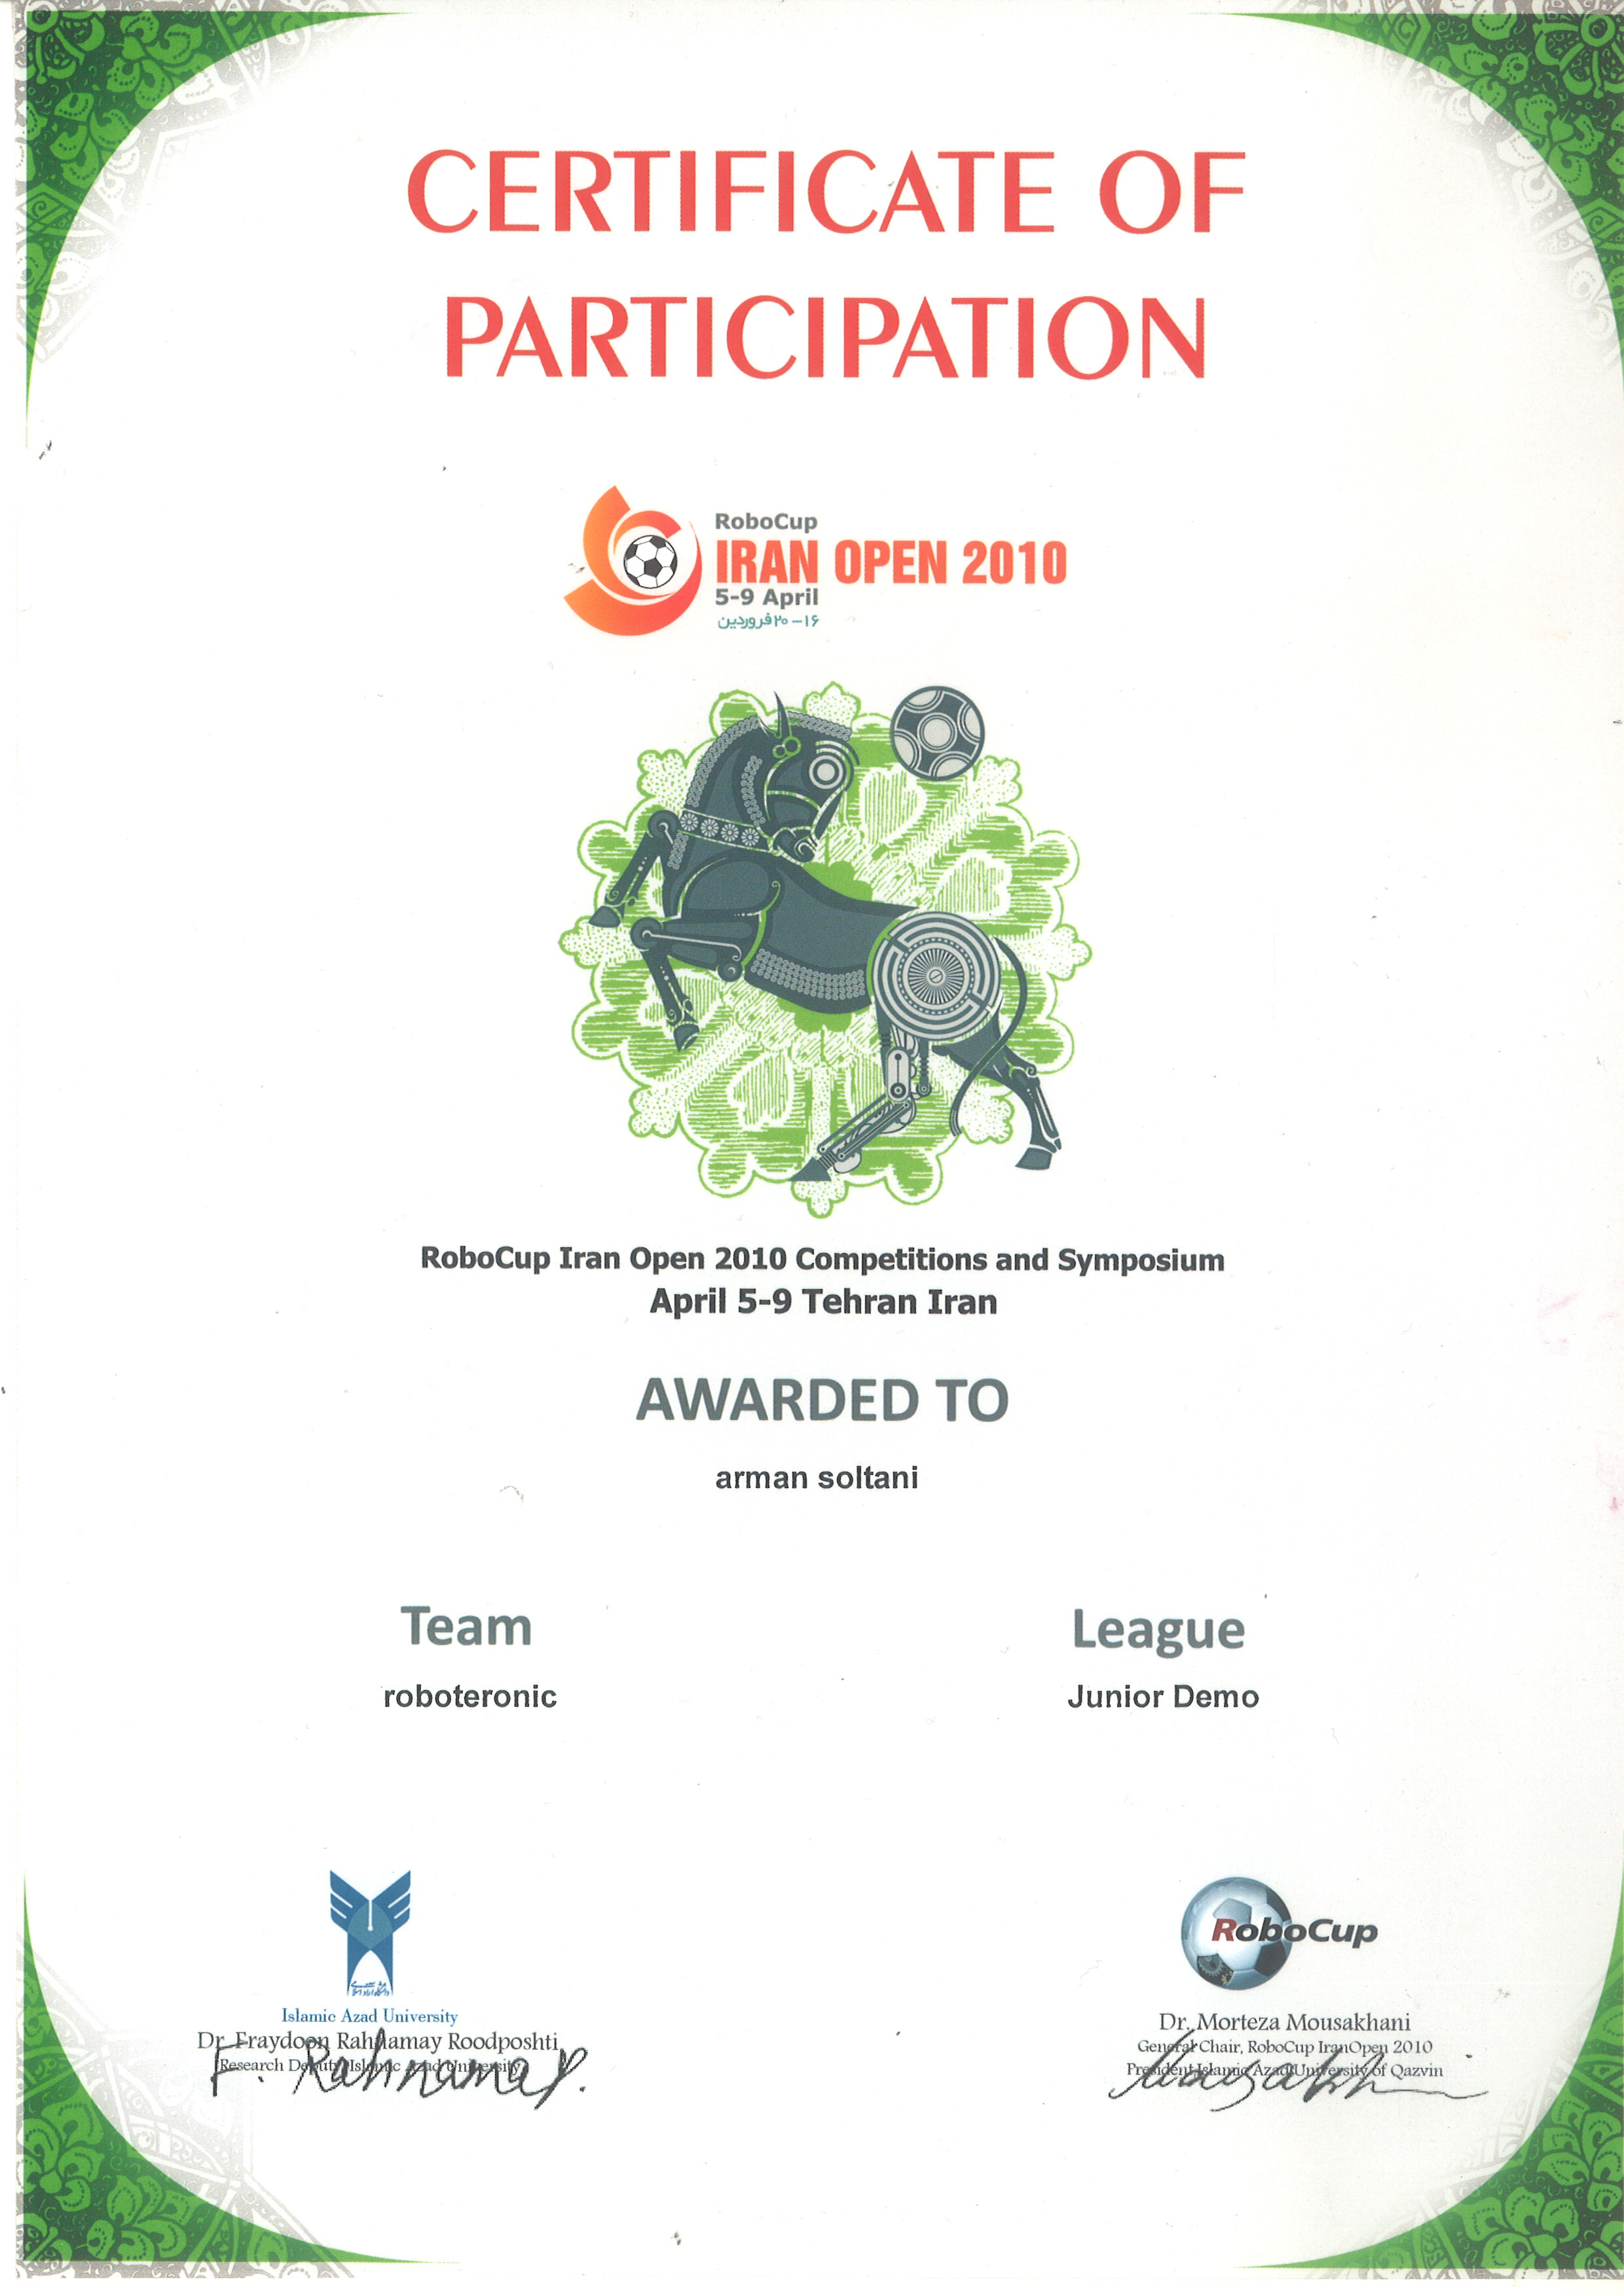 CERTIFICATE OF
PARTICIPATION
RoboCup
IRAN OPEN 2010
5-9 April
۱۶ – ۲۰ فروردین
RoboCup Iran Open 2010 Competitions and Symposium
April 5-9 Tehran Iran
AWARDED TO
arman soltani
Team
roboteronic
League
Junior Demo
Islamic Azad University
Dr. Fraydoon Rahnamay Roodposhti
Research Deputy Islamic Azad University
F. Rahnamay.
RoboCup
Dr. Morteza Mousakhani
General Chair, RoboCup IranOpen 2010
President Islamic Azad University of Qazvin